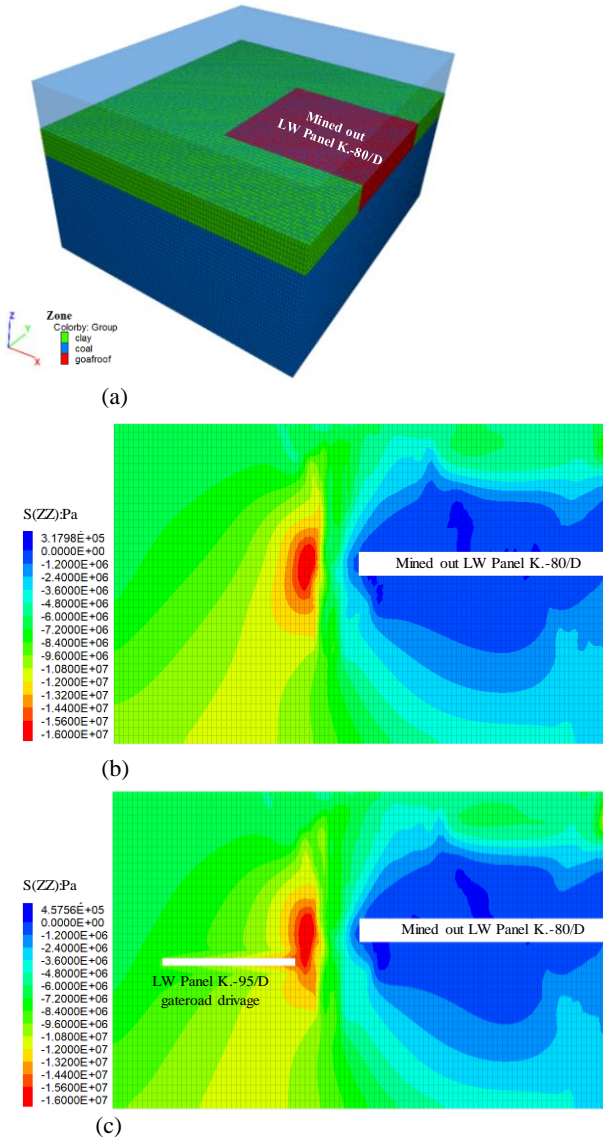 Mined out
LW Panel K.-80/D
Z
Y
X
Zone
Colorby: Group
clay
coal
goafroof
(a)
S(ZZ):Pa
3.1798E+05
0.0000E+00
-1.2000E+06
-2.4000E+06
-3.6000E+06
-4.8000E+06
-6.0000E+06
-7.2000E+06
-8.4000E+06
-9.6000E+06
-1.0800E+07
-1.2000E+07
-1.3200E+07
-1.4400E+07
-1.5600E+07
-1.6000E+07
Mined out LW Panel K.-80/D
(b)
S(ZZ):Pa
4.5756E+05
0.0000E+00
-1.2000E+06
-2.4000E+06
-3.6000E+06
-4.8000E+06
-6.0000E+06
-7.2000E+06
-8.4000E+06
-9.6000E+06
-1.0800E+07
-1.2000E+07
-1.3200E+07
-1.4400E+07
-1.5600E+07
-1.6000E+07
Mined out LW Panel K.-80/D
LW Panel K.-95/D
gateroad drivage
(c)